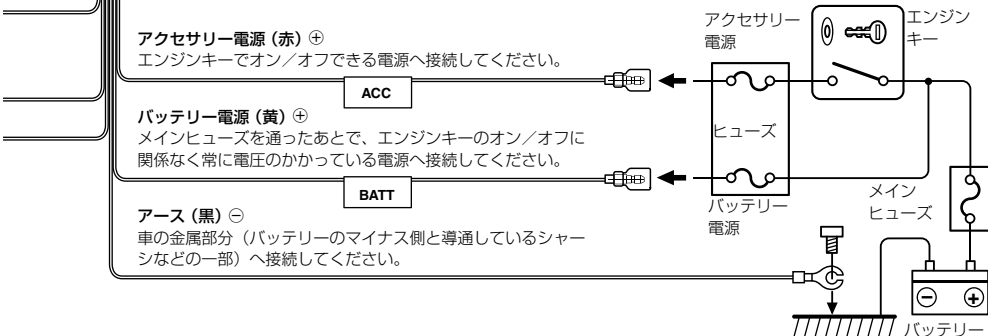 アクセサリー電源（赤）⊕
エンジンキーでオン／オフできる電源へ接続してください。
ACC
バッテリー電源（黄）⊕
メインヒューズを通ったあとで、エンジンキーのオン／オフに
関係なく常に電圧のかかっている電源へ接続してください。
BATT
アース（黒）⊖
車の金属部分（バッテリーのマイナス側と導通しているシャー
シなどの一部）へ接続してください。
アクセサリー
電源
エンジン
キー
ヒューズ
バッテリー
電源
メイン
ヒューズ
⊖ ⊕
バッテリー